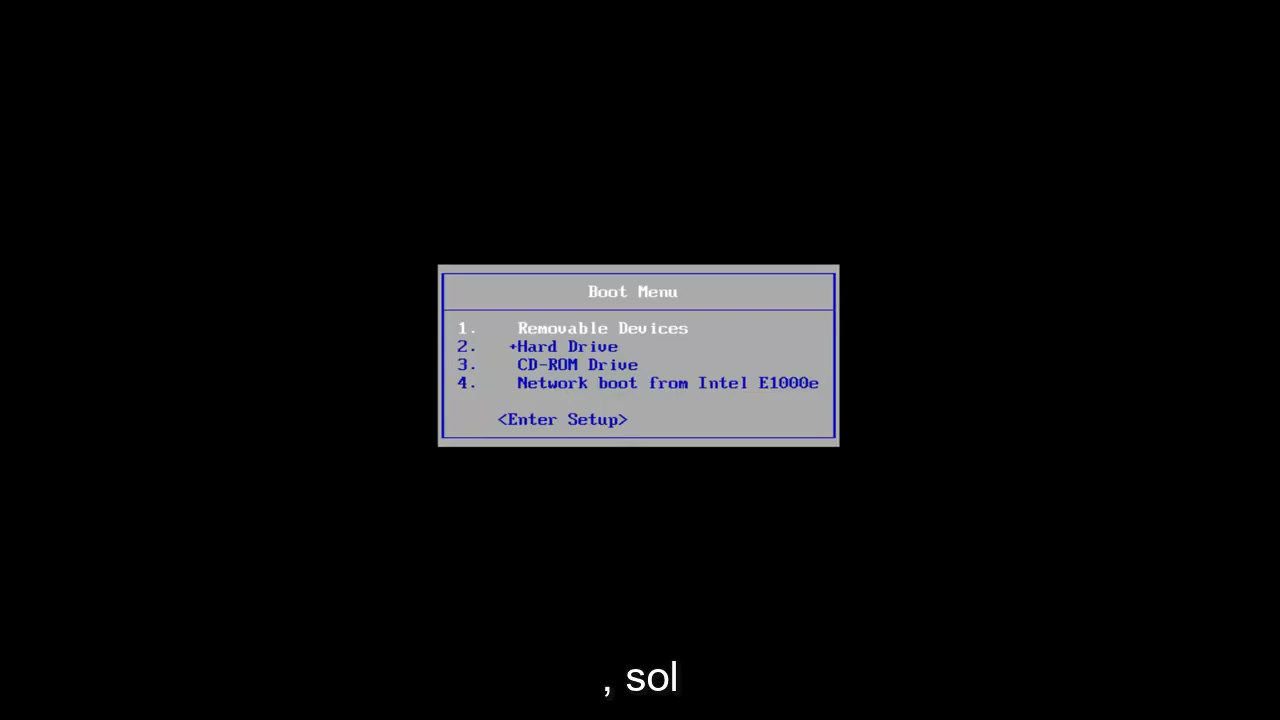 Boot Menu
1. Removable Devices
2. +Hard Drive
3. CD-ROM Drive
4. Network boot from Intel E1000e
<Enter Setup>
, sol